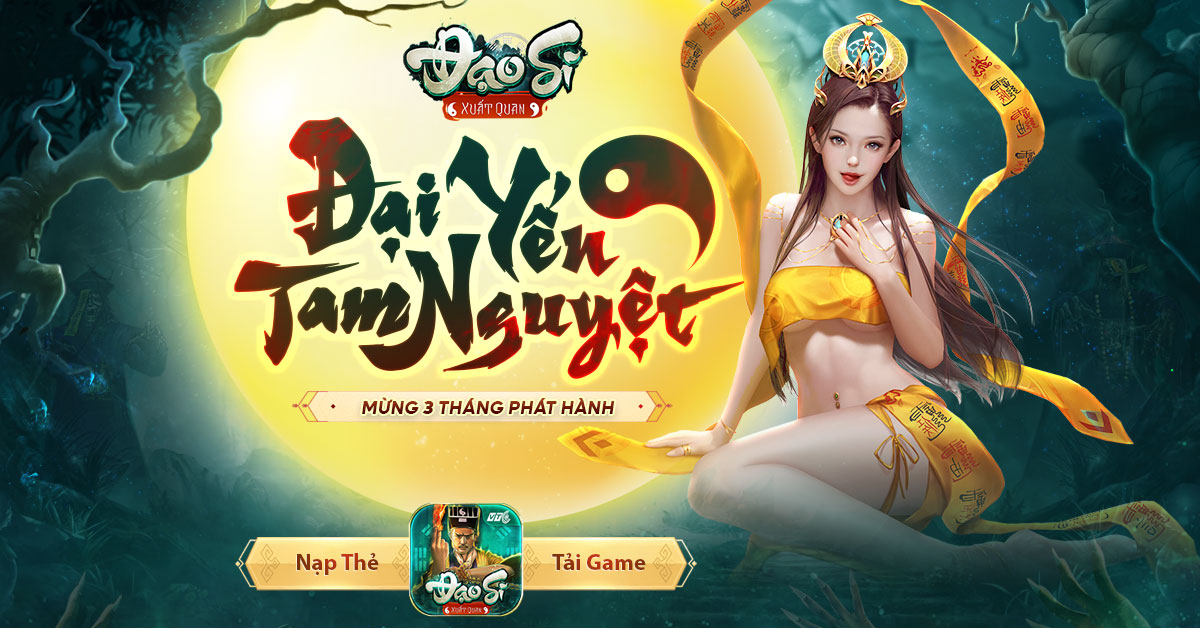 Đạo Sĩ
XUẤT QUAN
Đại Yến
Tam Nguyệt
MỪNG 3 THÁNG PHÁT HÀNH
Nạp Thẻ
VTC
Đạo Sĩ
XUẤT QUAN
Tải Game